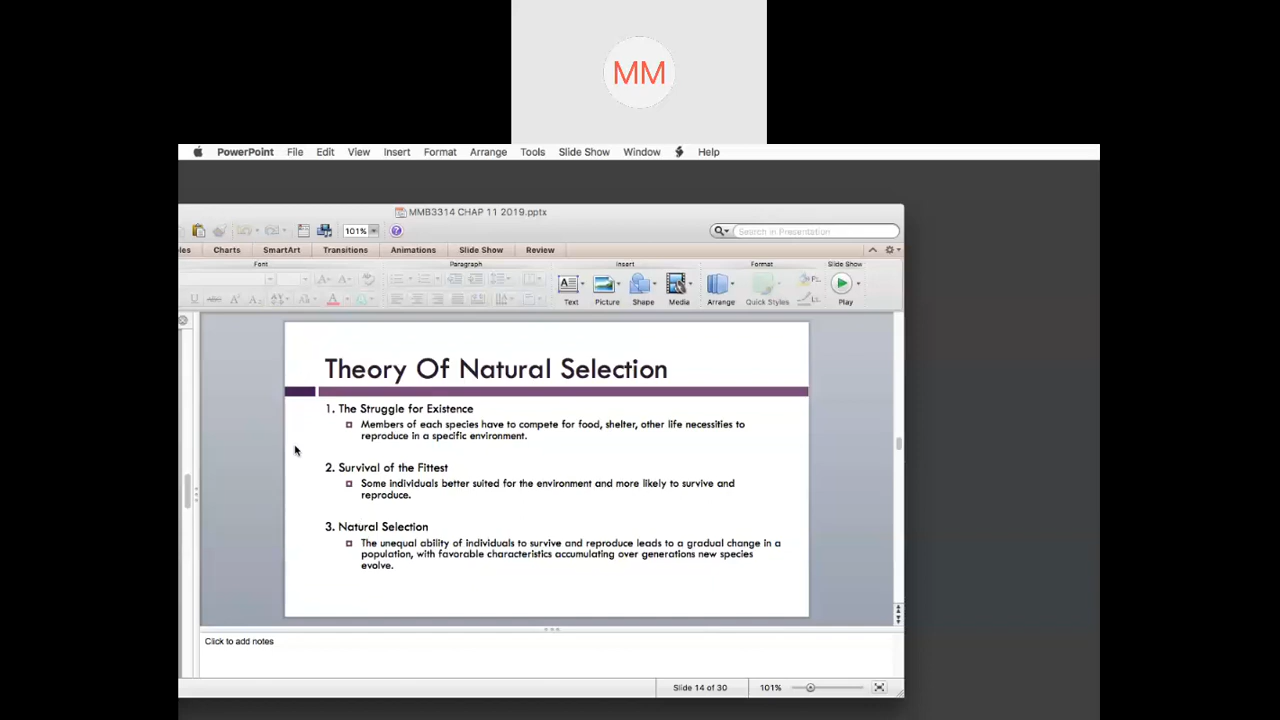 MM
PowerPoint File Edit View Insert Format Arrange Tools Slide Show Window Help
MMB3314 CHAP 11 2019.pptx
101% Search in Presentation
Charts SmartArt Transitions Animations Slide Show Review
Font Paragraph Insert Format Slide Show
Text Picture Shape Media Arrange Quick Styles Play
Theory Of Natural Selection
1. The Struggle for Existence
Members of each species have to compete for food, shelter, other life necessities to
reproduce in a specific environment.
2. Survival of the Fittest
Some individuals better suited for the environment and more likely to survive and
reproduce.
3. Natural Selection
The unequal ability of individuals to survive and reproduce leads to a gradual change in a
population, with favorable characteristics accumulating over generations new species
evolve.
Click to add notes
Slide 14 of 30 101%